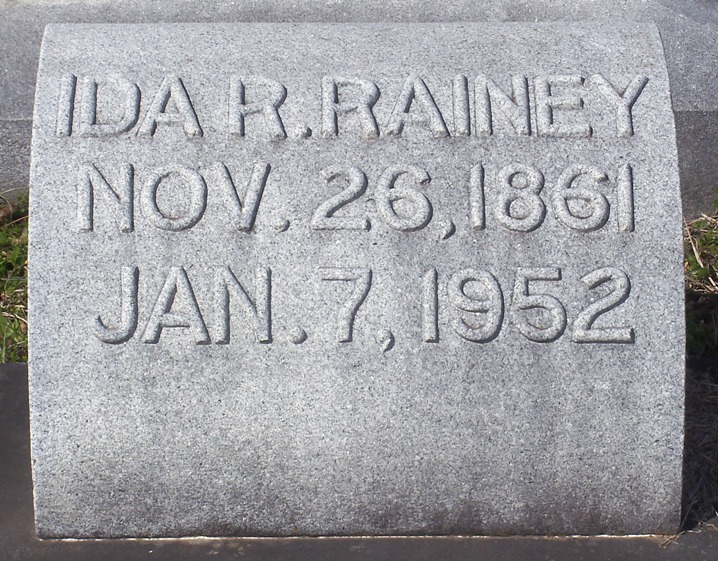 IDA R. RAINEY
NOV. 26, 1861
JAN. 7, 1952